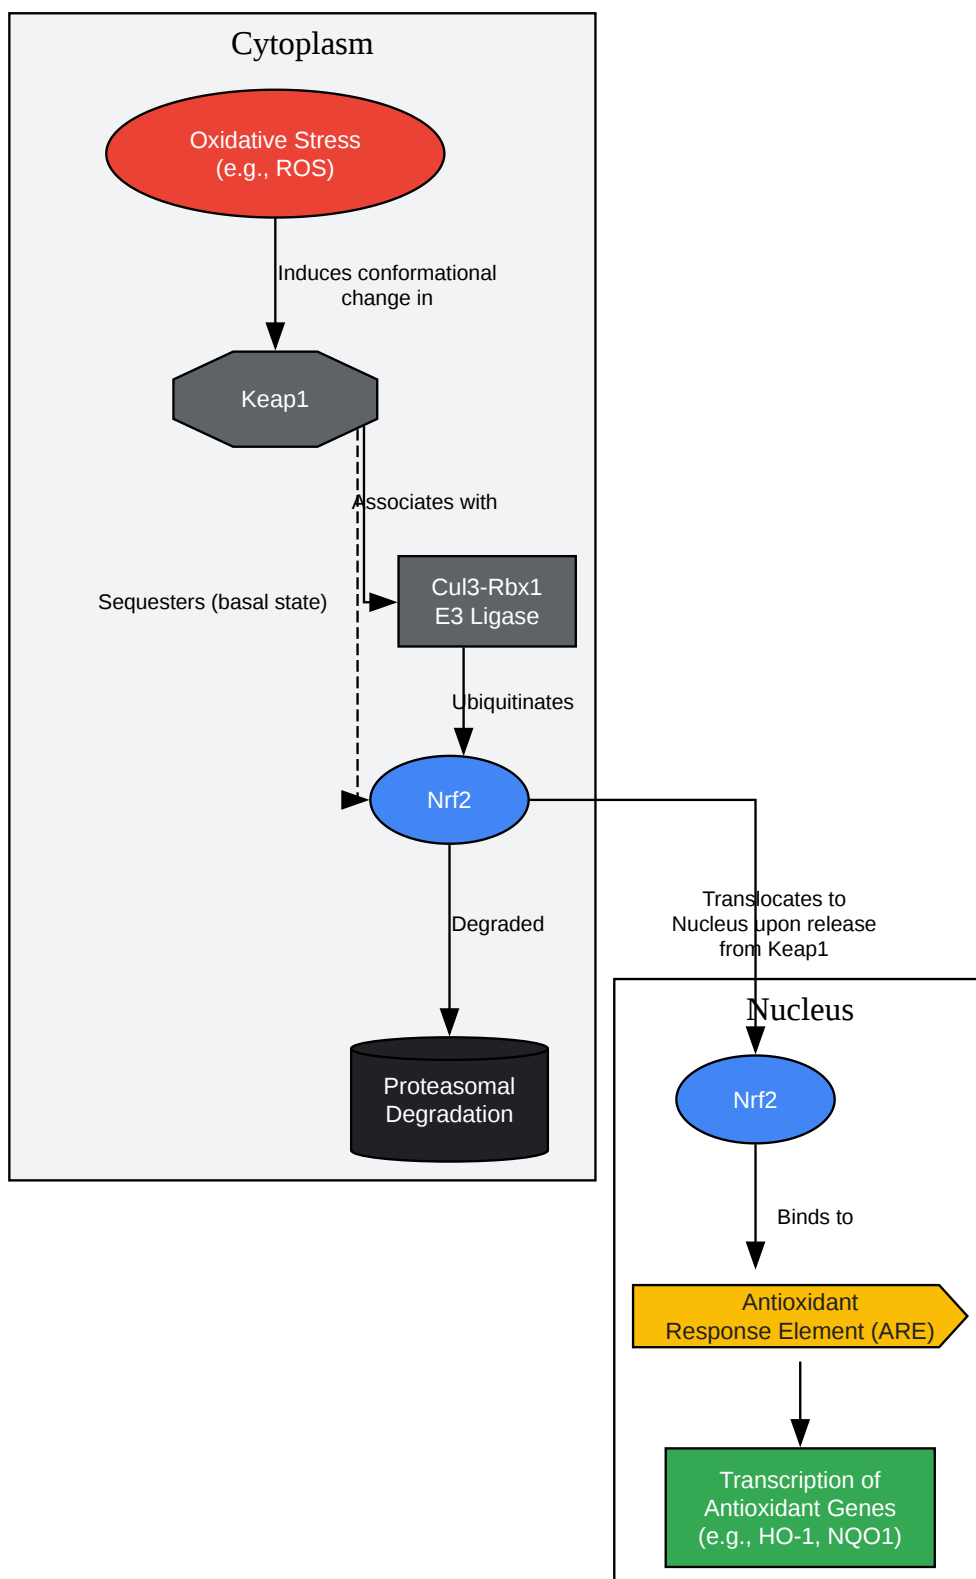 Cytoplasm
Oxidative Stress
(e.g., ROS)
Induces conformational
change in
Keap1
Associates with
Cul3-Rbx1
E3 Ligase
Sequesters (basal state)
Ubiquitinates
Nrf2
Translocates to
Nucleus upon release
from Keap1
Degraded
Proteasomal
Degradation
Nucleus
Nrf2
Binds to
Antioxidant
Response Element (ARE)
Transcription of
Antioxidant Genes
(e.g., HO-1, NQO1)